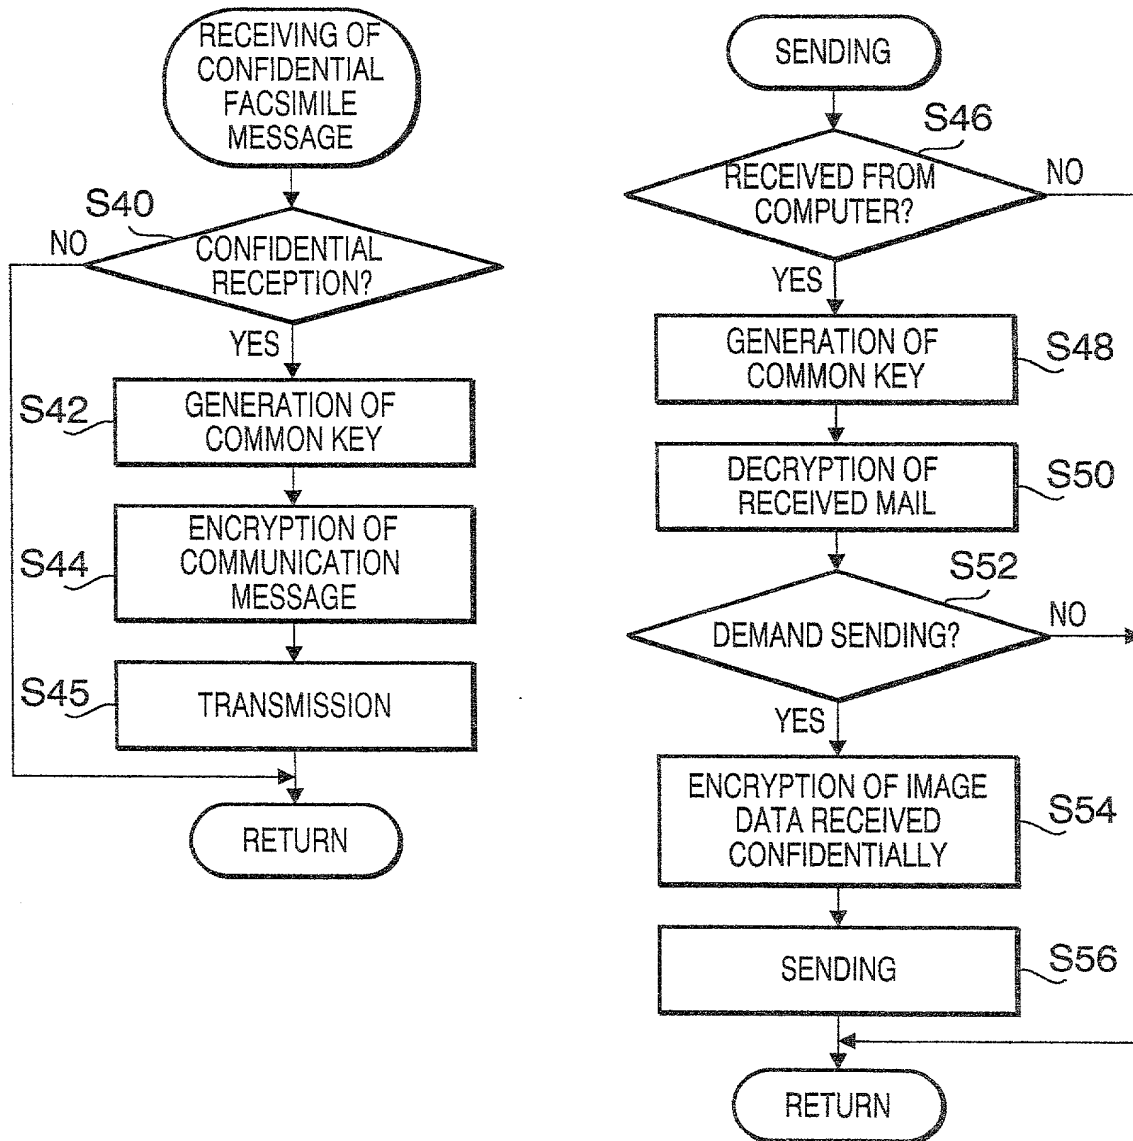 RECEIVING OF
CONFIDENTIAL
FACSIMILE
MESSAGE
S40
NO
CONFIDENTIAL
RECEPTION?
YES
S42
GENERATION OF
COMMON KEY
S44
ENCRYPTION OF
COMMUNICATION
MESSAGE
S45
TRANSMISSION
RETURN
SENDING
S46
RECEIVED FROM
COMPUTER?
NO
YES
GENERATION OF
COMMON KEY
S48
DECRYPTION OF
RECEIVED MAIL
S50
S52
DEMAND SENDING?
NO
YES
ENCRYPTION OF IMAGE
DATA RECEIVED
CONFIDENTIALLY
S54
SENDING
S56
RETURN